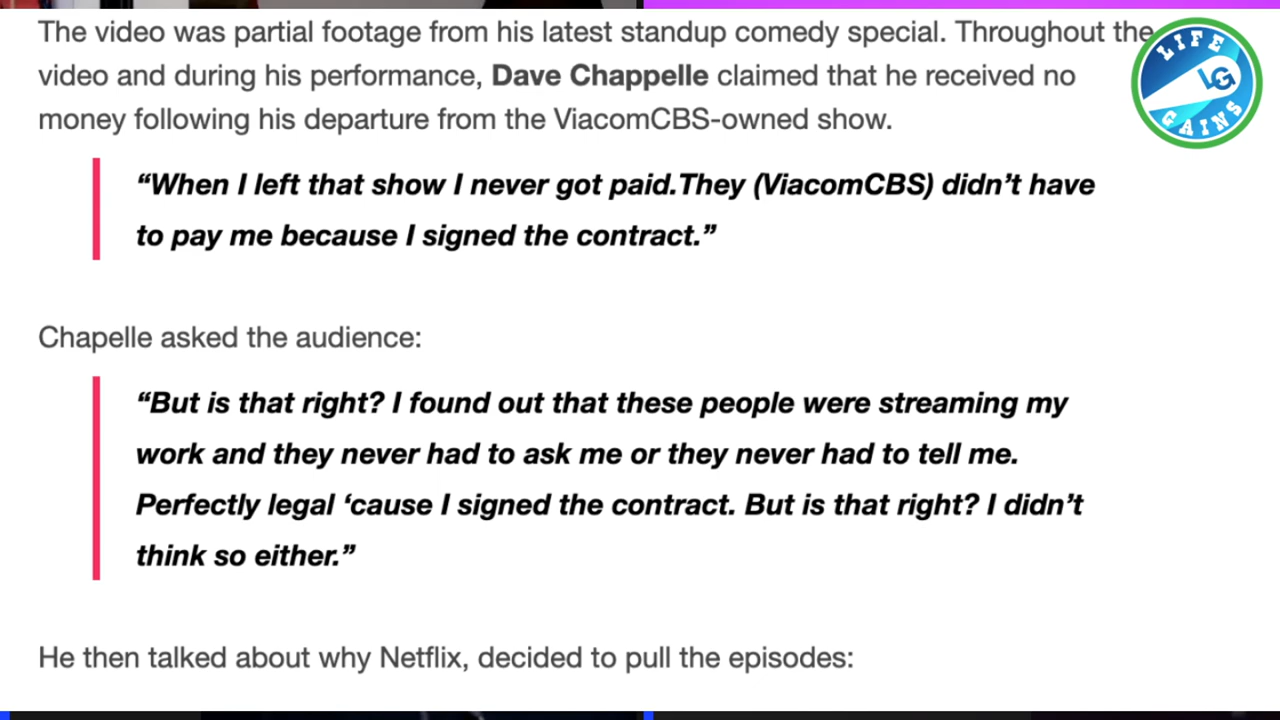 The video was partial footage from his latest standup comedy special. Throughout the
video and during his performance, Dave Chappelle claimed that he received no
money following his departure from the ViacomCBS-owned show.
“When I left that show I never got paid.They (ViacomCBS) didn’t have
to pay me because I signed the contract.”
Chapelle asked the audience:
“But is that right? I found out that these people were streaming my
work and they never had to ask me or they never had to tell me.
Perfectly legal ‘cause I signed the contract. But is that right? I didn’t
think so either.”
He then talked about why Netflix, decided to pull the episodes:
LIFE
LG
GAINS